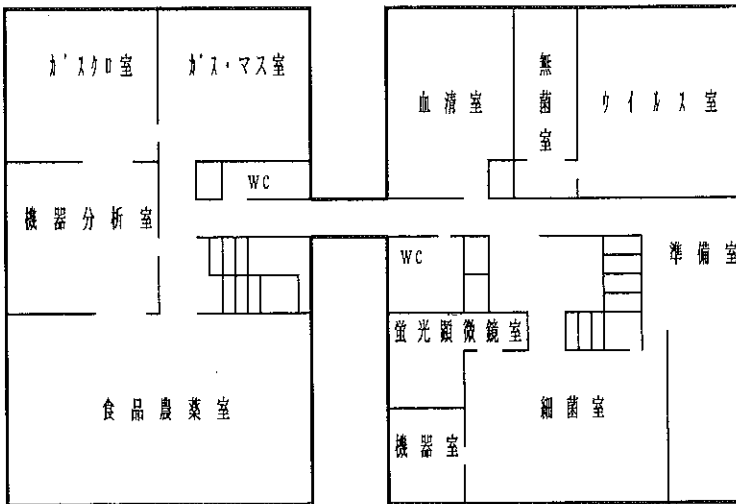 ガスクロ室
ガス・マス室
血清室
無菌室
ウイルス室
WC
機器分析室
WC
準備室
蛍光顕微鏡室
食品農薬室
細菌室
機器室